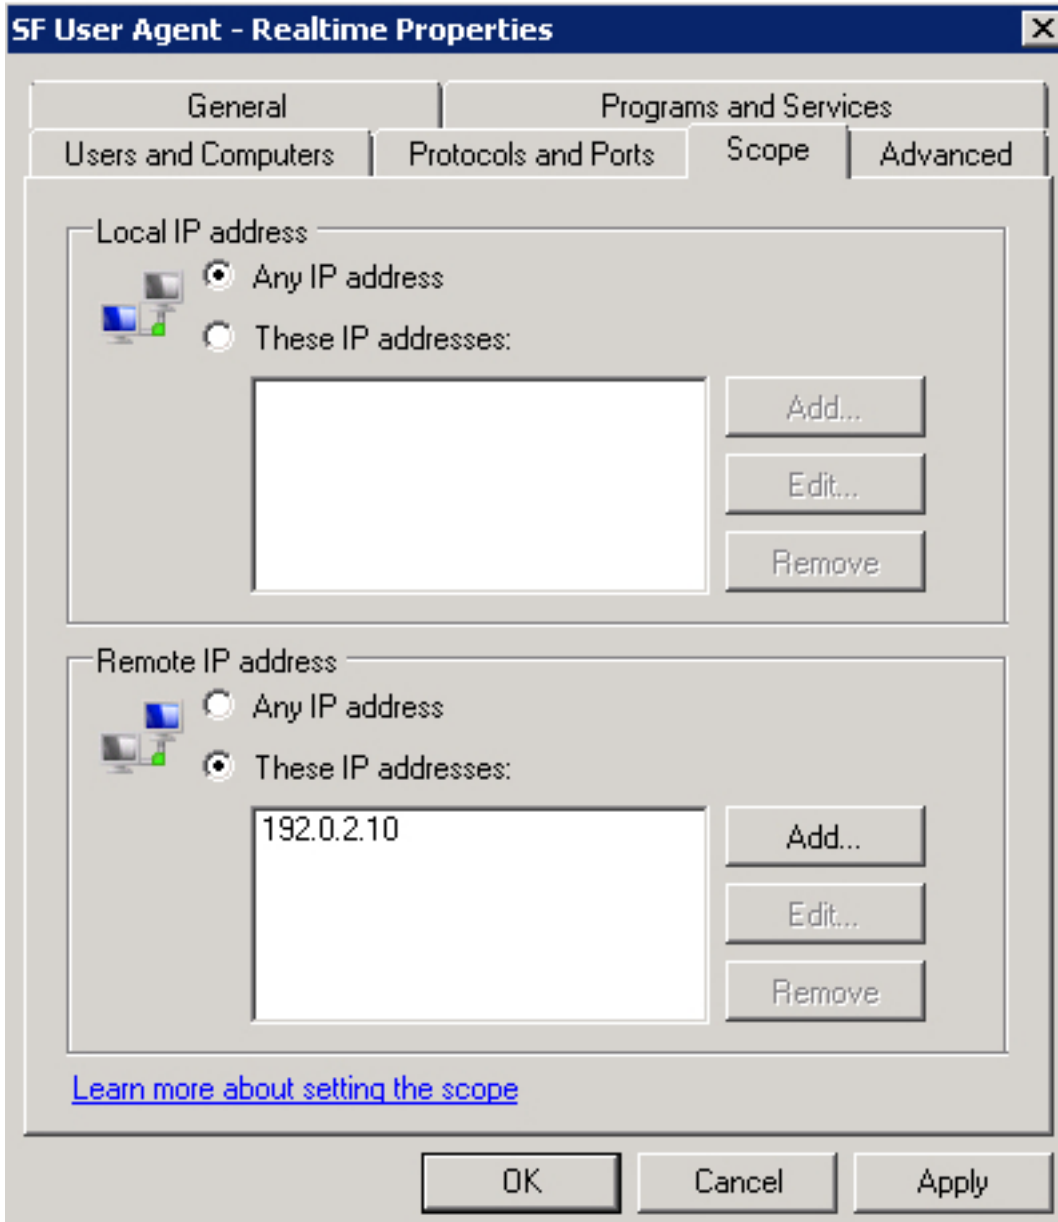 SF User Agent - Realtime Properties
General
Programs and Services
Users and Computers
Protocols and Ports
Scope
Advanced
Local IP address
Any IP address
These IP addresses:
Add...
Edit...
Remove
Remote IP address
Any IP address
These IP addresses:
192.0.2.10
Add...
Edit...
Remove
Learn more about setting the scope
OK
Cancel
Apply